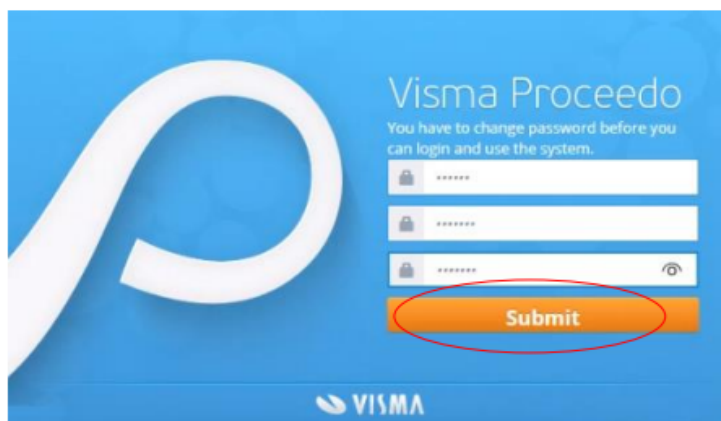 Visma Proceedo
You have to change password before you
can login and use the system.
••••••
•••••••
•••••••
Submit
VISMA